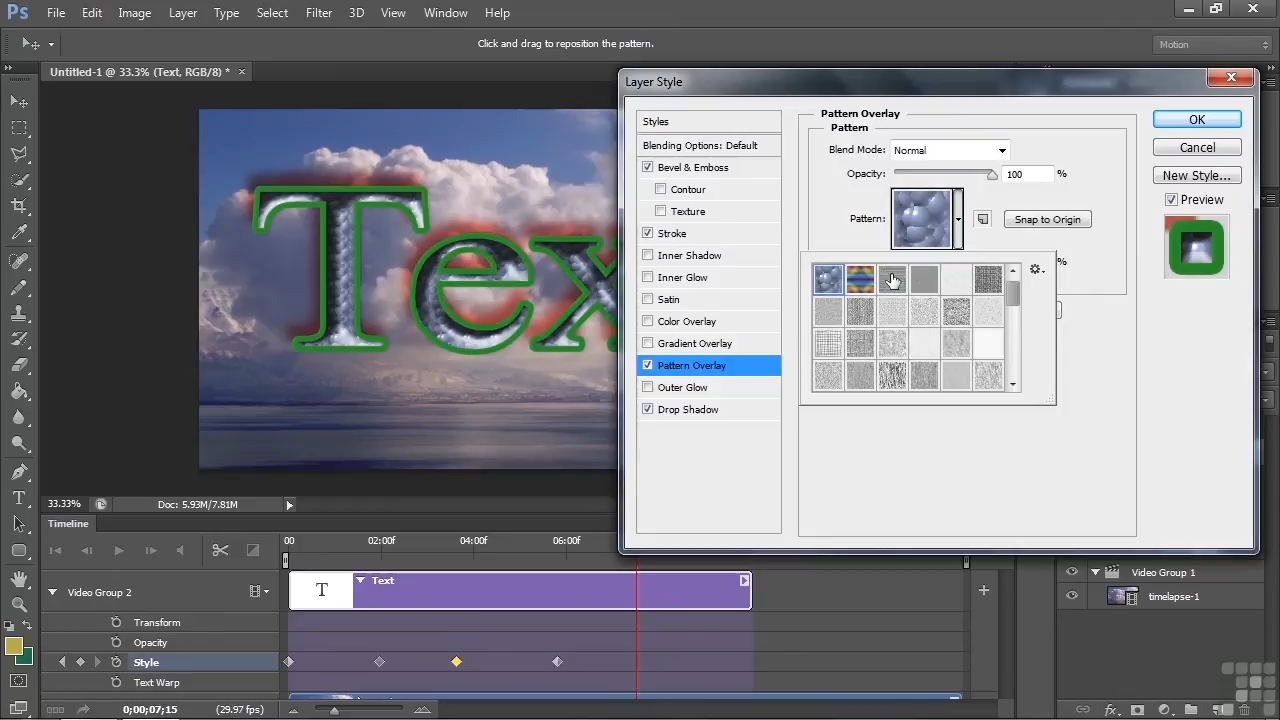 Ps File Edit Image Layer Type Select Filter 3D View Window Help
Click and drag to reposition the pattern.
Motion
Untitled-1 @ 33.3% (Text, RGB/8) * ×
Tex
Layer Style
Styles
Blending Options: Default
Bevel & Emboss
Contour
Texture
Stroke
Inner Shadow
Inner Glow
Satin
Color Overlay
Gradient Overlay
Pattern Overlay
Outer Glow
Drop Shadow
Pattern Overlay
Pattern
Blend Mode: Normal
Opacity: 100 %
Pattern: Snap to Origin
%
OK
Cancel
New Style...
Preview
33.33% Doc: 5.93M/7.81M
Timeline
00 02:00f 04:00f 06:00f
Video Group 2
T Text
Transform
Opacity
Style
Text Warp
0;00;07;15 (29.97 fps)
Video Group 1
timelapse-1
fx